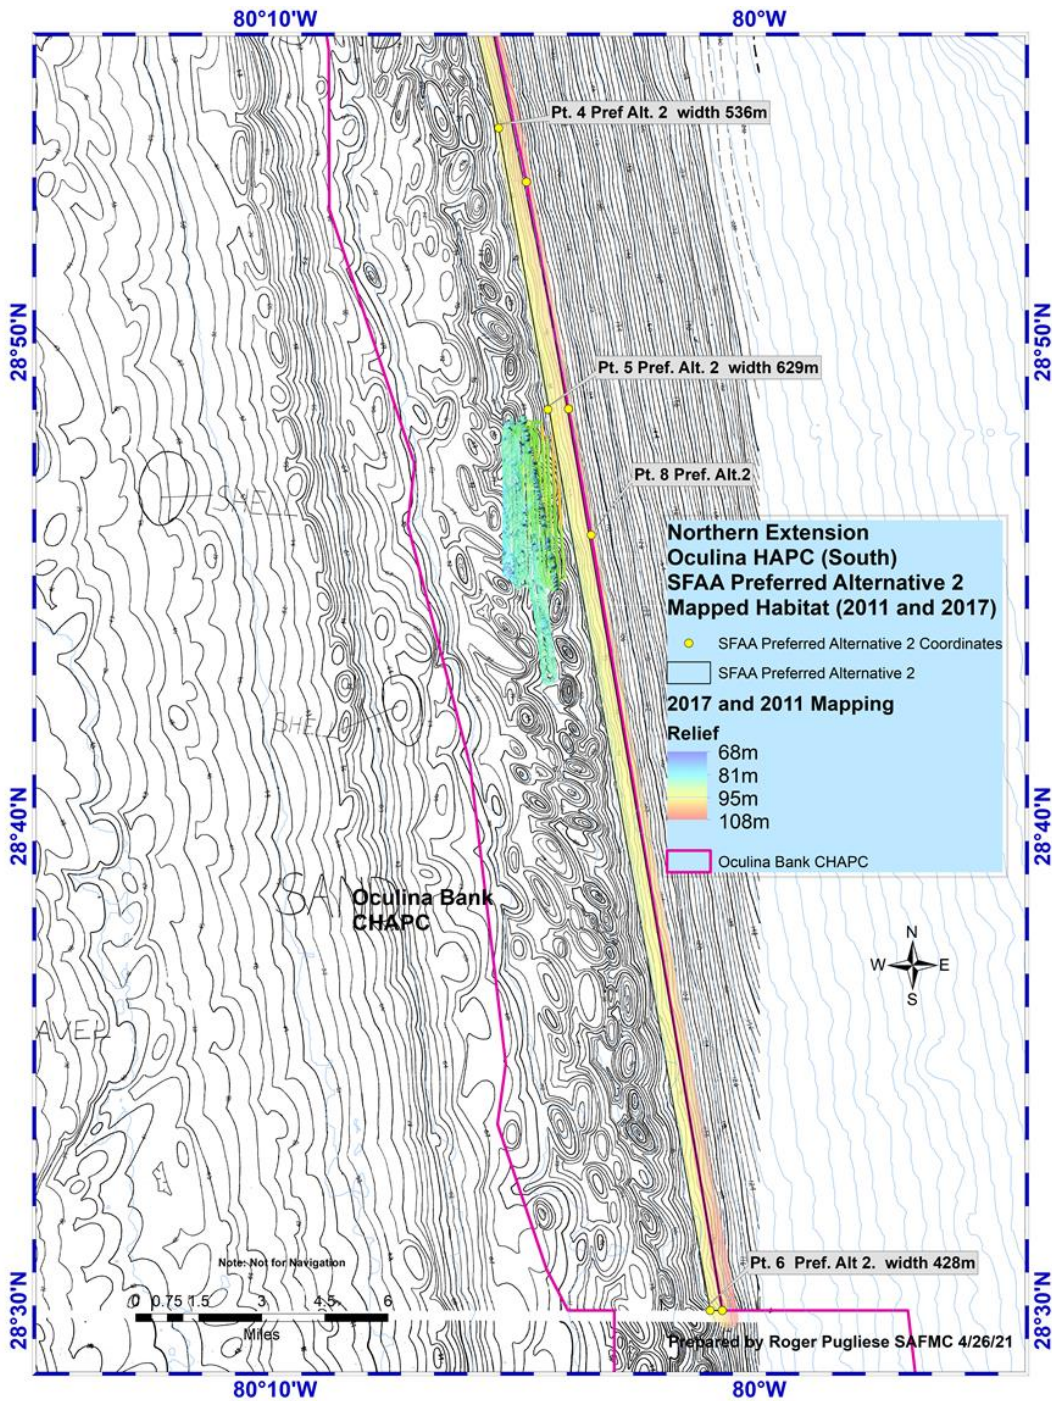 80°10'W
80°W
Pt. 4 Pref Alt. 2 width 536m
28°50'N
28°50'N
Pt. 5 Pref. Alt. 2 width 629m
Pt. 8 Pref. Alt.2
SHELL
Northern Extension
Oculina HAPC (South)
SFAA Preferred Alternative 2
Mapped Habitat (2011 and 2017)
SFAA Preferred Alternative 2 Coordinates
SFAA Preferred Alternative 2
2017 and 2011 Mapping
Relief
68m
81m
95m
108m
Oculina Bank CHAPC
SHELL
28°40'N
28°40'N
SAND
Oculina Bank
CHAPC
N
W E
S
AVEL
Pt. 6 Pref. Alt 2. width 428m
Note: Not for Navigation
0 0.75 1.5 3 4.5 6
Miles
28°30'N
28°30'N
Prepared by Roger Pugliese SAFMC 4/26/21
80°10'W
80°W